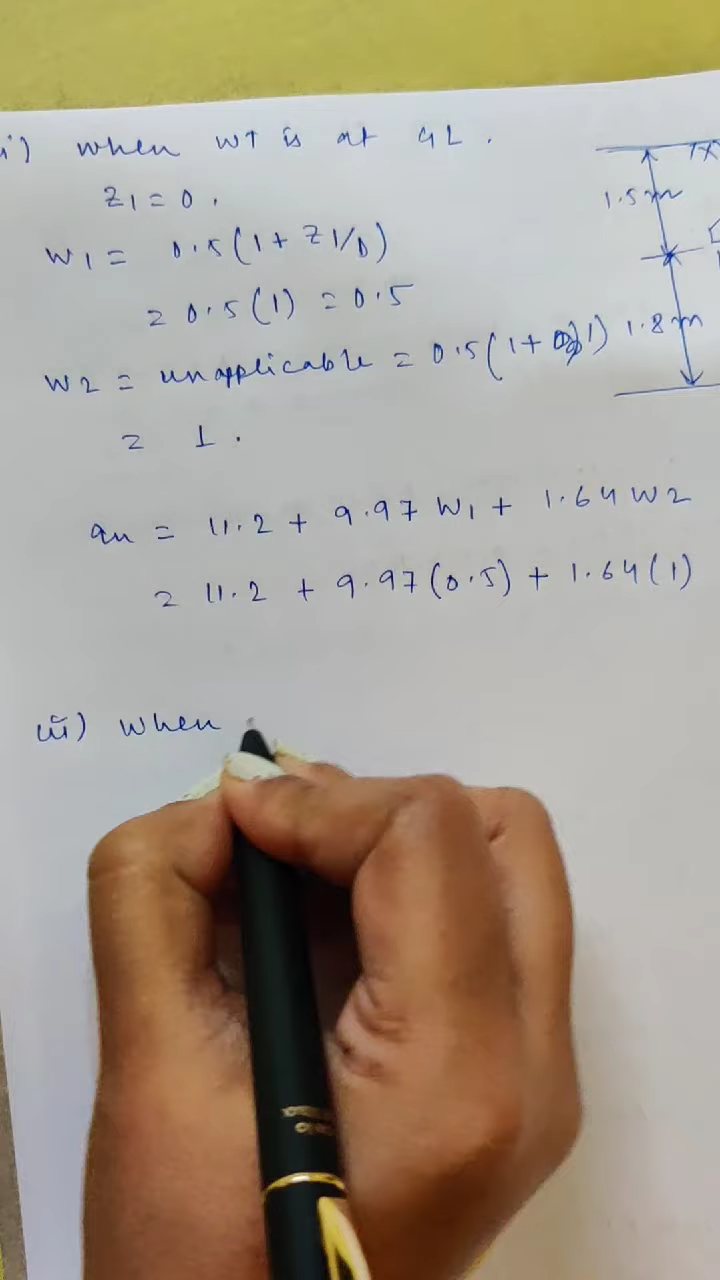 i) when WT is at GL.
Z1 = 0.
W1 = 0.5(1 + Z1/D)
= 0.5(1) = 0.5
W2 = unapplicable = 0.5(1 + 1)
= 1.
qu = 11.2 + 9.97 W1 + 1.64 W2
= 11.2 + 9.97(0.5) + 1.64(1)
iii) when
1.5m
1.8m